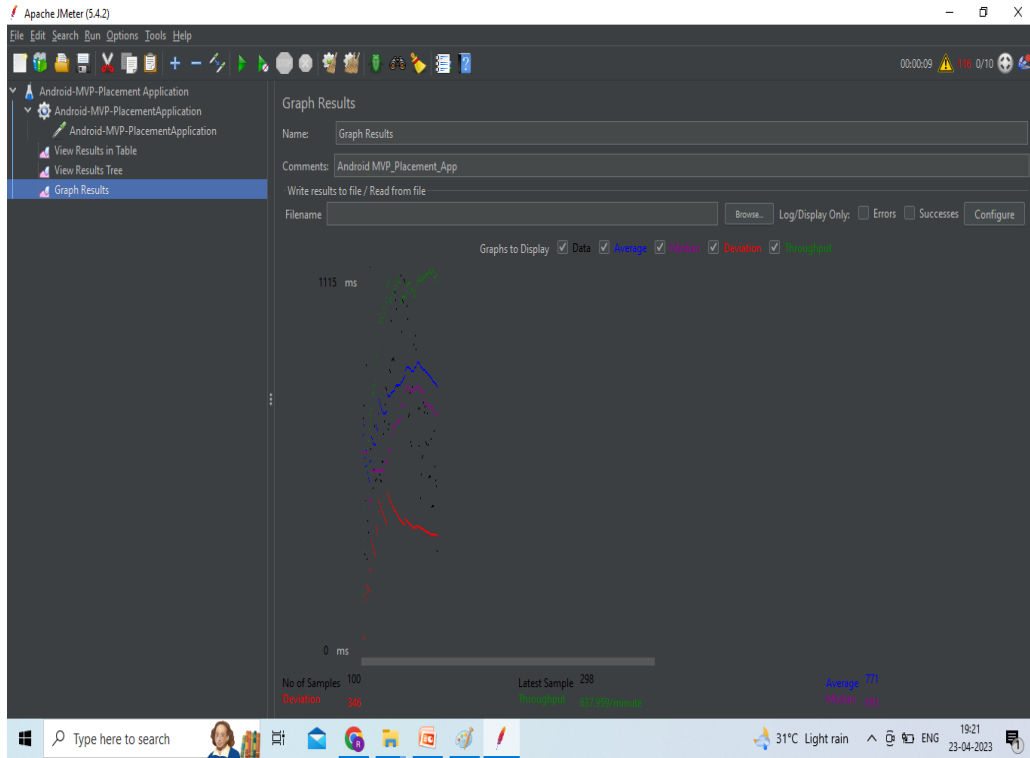 Apache JMeter (5.4.2)
File Edit Search Run Options Tools Help
00:00:09 116 0/10
Android-MVP-Placement Application
Android-MVP-PlacementApplication
Android-MVP-PlacementApplication
View Results in Table
View Results Tree
Graph Results
Graph Results
Name: Graph Results
Comments: Android MVP_Placement_App
Write results to file / Read from file
Filename Browse... Log/Display Only: Errors Successes Configure
Graphs to Display Data Average Median Deviation Throughput
1115 ms
0 ms
No of Samples 100 Latest Sample 298 Average 771
Deviation 346 Throughput Median
Type here to search 31°C Light rain ENG 19:21
23-04-2023